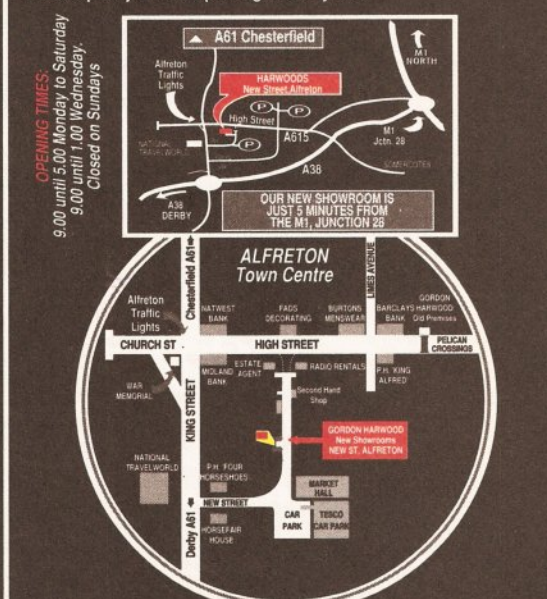 OPENING TIMES:
9.00 until 5.00 Monday to Saturday
9.00 until 1.00 Wednesday.
Closed on Sundays
A61 Chesterfield
M1
NORTH
Alfreton
Traffic
Lights
HARWOODS
New Street, Alfreton
P
P
High Street
A615
NATIONAL
TRAVELWORLD
P
M1
Jctn. 28
A38
SOMERCOTES
A38
DERBY
OUR NEW SHOWROOM IS
JUST 5 MINUTES FROM
THE M1, JUNCTION 28
ALFRETON
Town Centre
Chesterfield A61
LIMES AVENUE
Alfreton
Traffic
Lights
NATWEST
BANK
FADS
DECORATING
BURTONS
MENSWEAR
BARCLAYS
BANK
GORDON
HARWOOD
Old Premises
CHURCH ST
HIGH STREET
PELICAN
CROSSINGS
WAR
MEMORIAL
MIDLAND
BANK
ESTATE
AGENT
RADIO RENTALS
P.H. KING
ALFRED
KING STREET
Second Hand
Shop
GORDON HARWOOD
New Showrooms
NEW ST. ALFRETON
NATIONAL
TRAVELWORLD
P.H. FOUR
HORSESHOES
MARKET
HALL
NEW STREET
CAR
PARK
TESCO
CAR PARK
Derby A61
HORSEFAIR
HOUSE